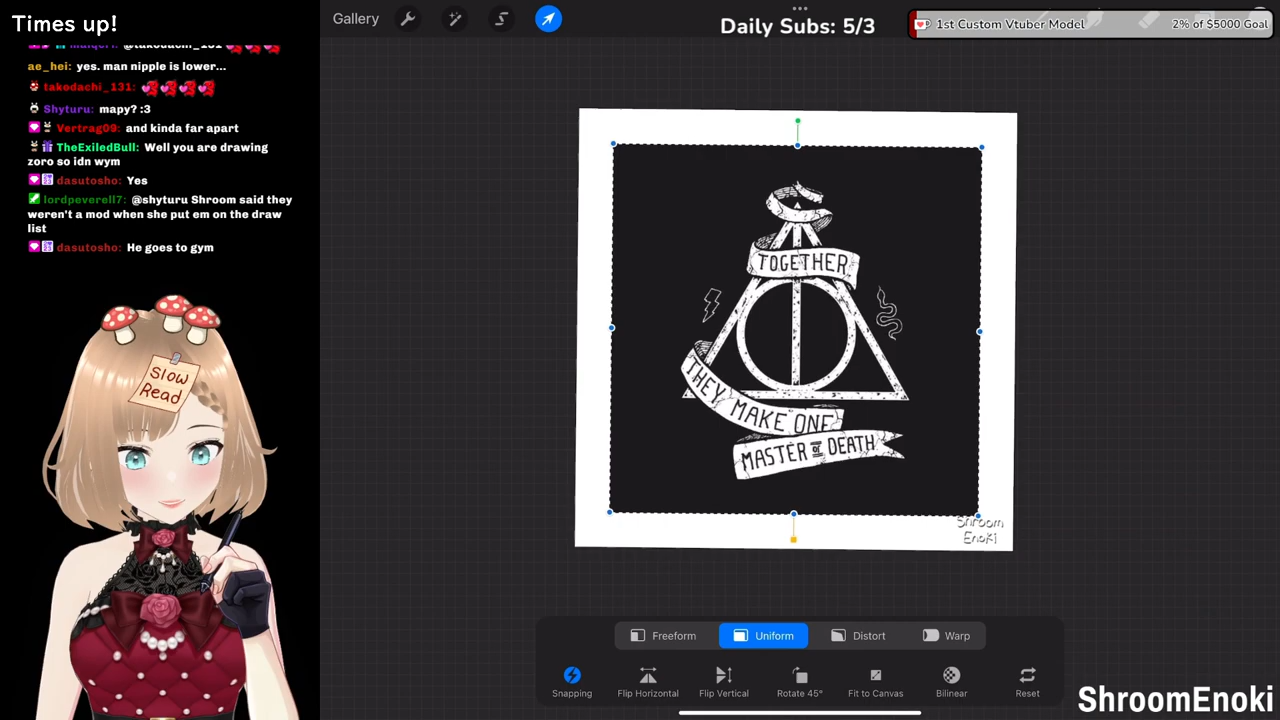 Times up!
Gallery
Daily Subs: 5/3
1st Custom Vtuber Model
2% of $5000 Goal
ae_hei: yes. man nipple is lower...
takodachi_131:
Shyturu: mapy? :3
Vertrag09: and kinda far apart
TheExiledBull: Well you are drawing
zoro so idn wym
dasutosho: Yes
lordpeverell7: @shyturu Shroom said they
weren't a mod when she put em on the draw
list
dasutosho: He goes to gym
Slow
Read
TOGETHER
THEY MAKE ONE
MASTER OF DEATH
Shroom
Enoki
Freeform
Uniform
Distort
Warp
Snapping
Flip Horizontal
Flip Vertical
Rotate 45°
Fit to Canvas
Bilinear
Reset
ShroomEnoki